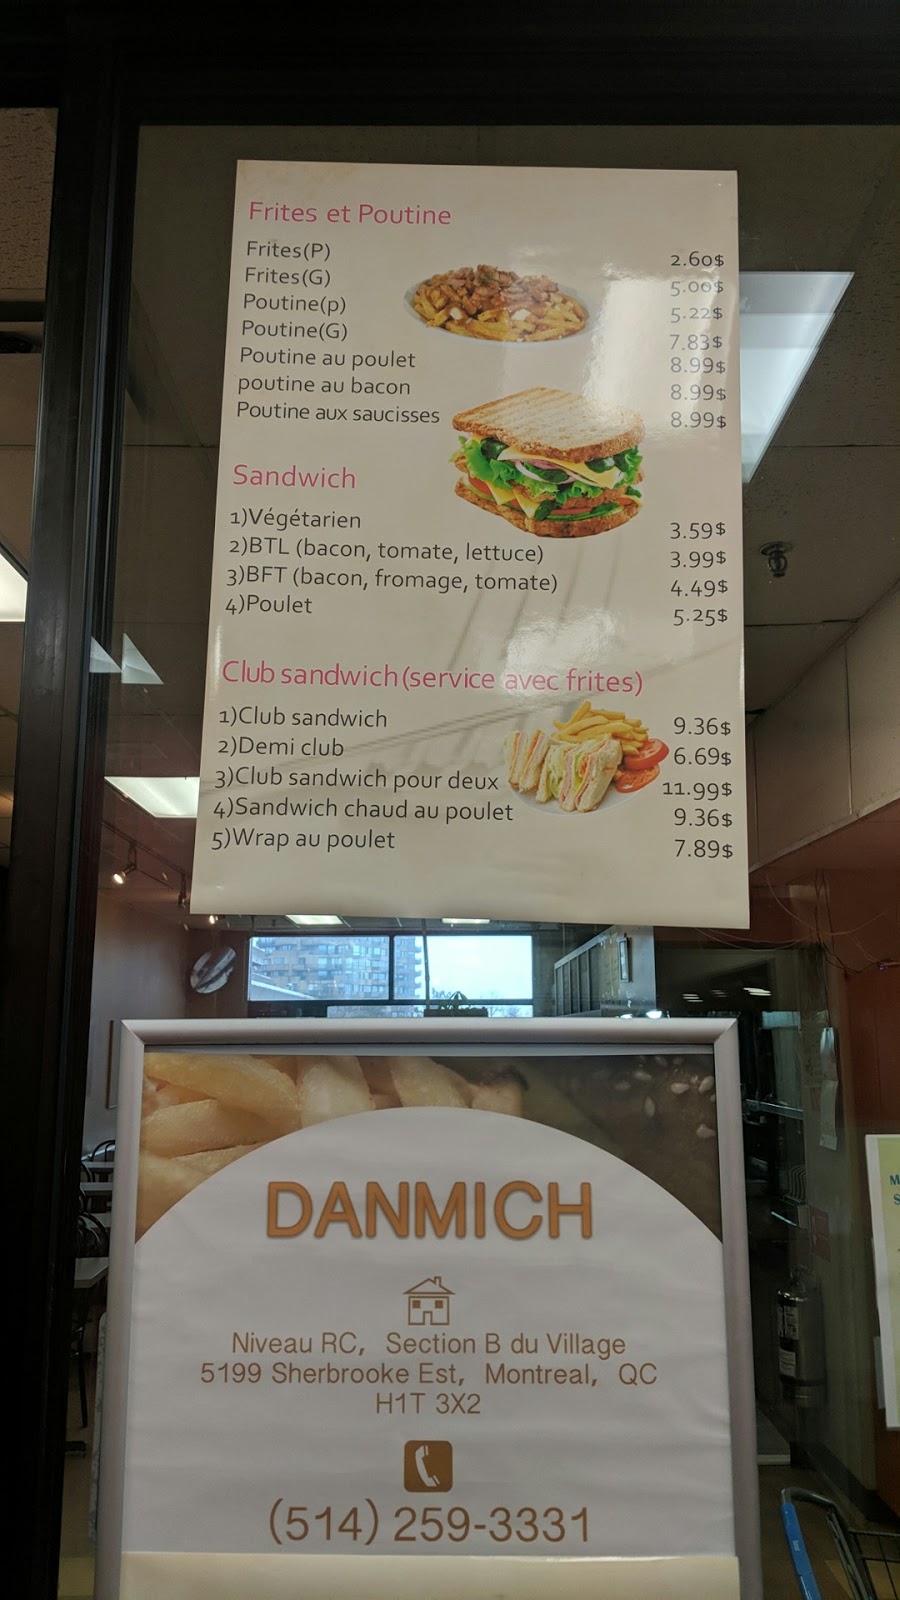 Frites et Poutine
Frites(P) 2.60$
Frites(G) 5.00$
Poutine(p) 5.22$
Poutine(G) 7.83$
Poutine au poulet 8.99$
poutine au bacon 8.99$
Poutine aux saucisses 8.99$
Sandwich
1)Végétarien 3.59$
2)BTL (bacon, tomate, lettuce) 3.99$
3)BFT (bacon, fromage, tomate) 4.49$
4)Poulet 5.25$
Club sandwich(service avec frites)
1)Club sandwich 9.36$
2)Demi club 6.69$
3)Club sandwich pour deux 11.99$
4)Sandwich chaud au poulet 9.36$
5)Wrap au poulet 7.89$
DANMICH
Niveau RC, Section B du Village
5199 Sherbrooke Est, Montreal, QC
H1T 3X2
(514) 259-3331